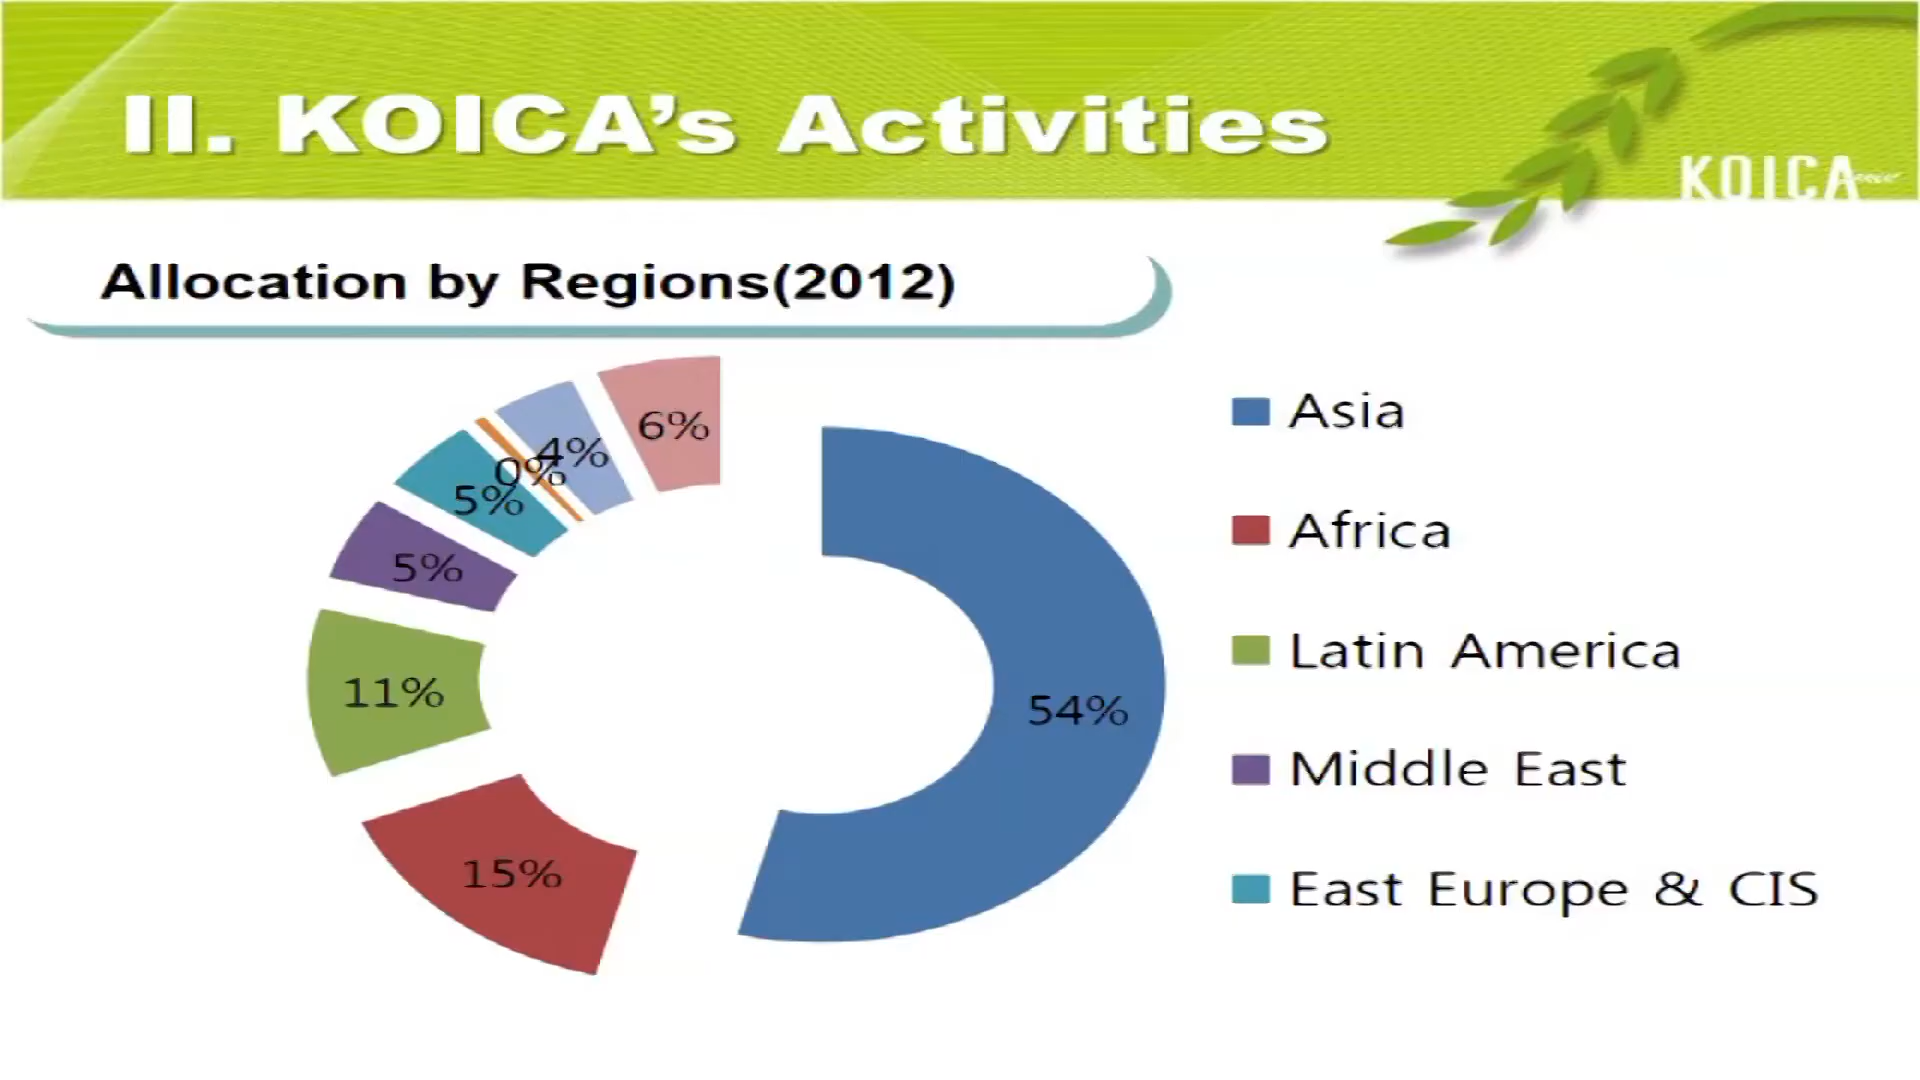 II. KOICA's Activities
KOICA
Allocation by Regions(2012)
6%
4%
0%
5%
5%
11%
15%
54%
Asia
Africa
Latin America
Middle East
East Europe & CIS